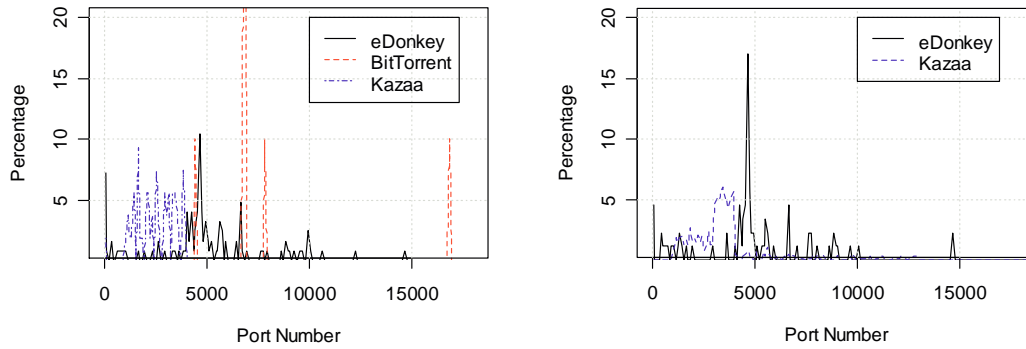 20
15
10
5
0
5000
10000
15000
Percentage
Port Number
eDonkey
BitTorrent
Kazaa
20
15
10
5
0
5000
10000
15000
Percentage
Port Number
eDonkey
Kazaa